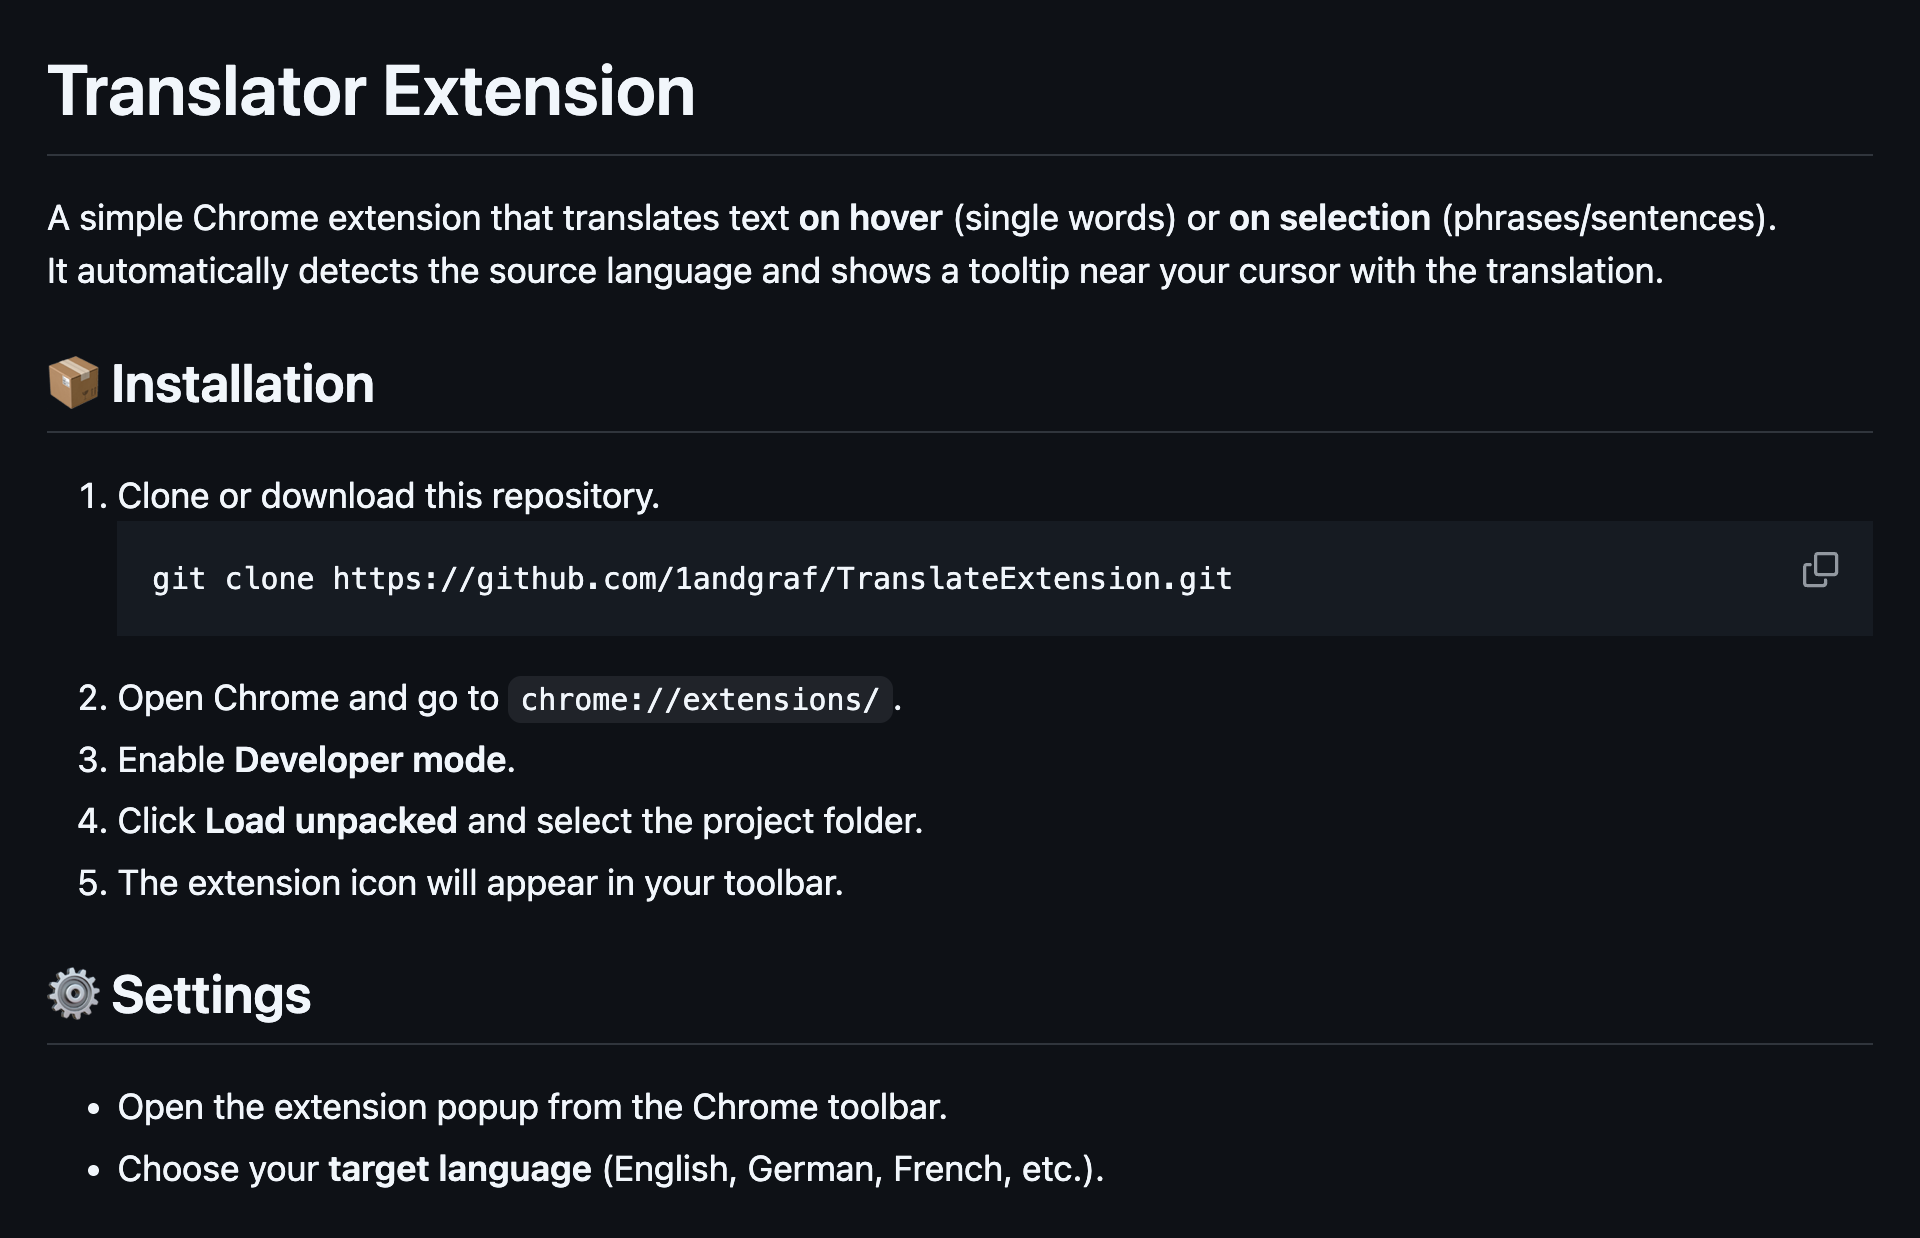 Translator Extension
A simple Chrome extension that translates text on hover (single words) or on selection (phrases/sentences).
It automatically detects the source language and shows a tooltip near your cursor with the translation.
📦 Installation
1. Clone or download this repository.
git clone https://github.com/1andgraf/TranslateExtension.git
2. Open Chrome and go to chrome://extensions/.
3. Enable Developer mode.
4. Click Load unpacked and select the project folder.
5. The extension icon will appear in your toolbar.
⚙️ Settings
• Open the extension popup from the Chrome toolbar.
• Choose your target language (English, German, French, etc.).